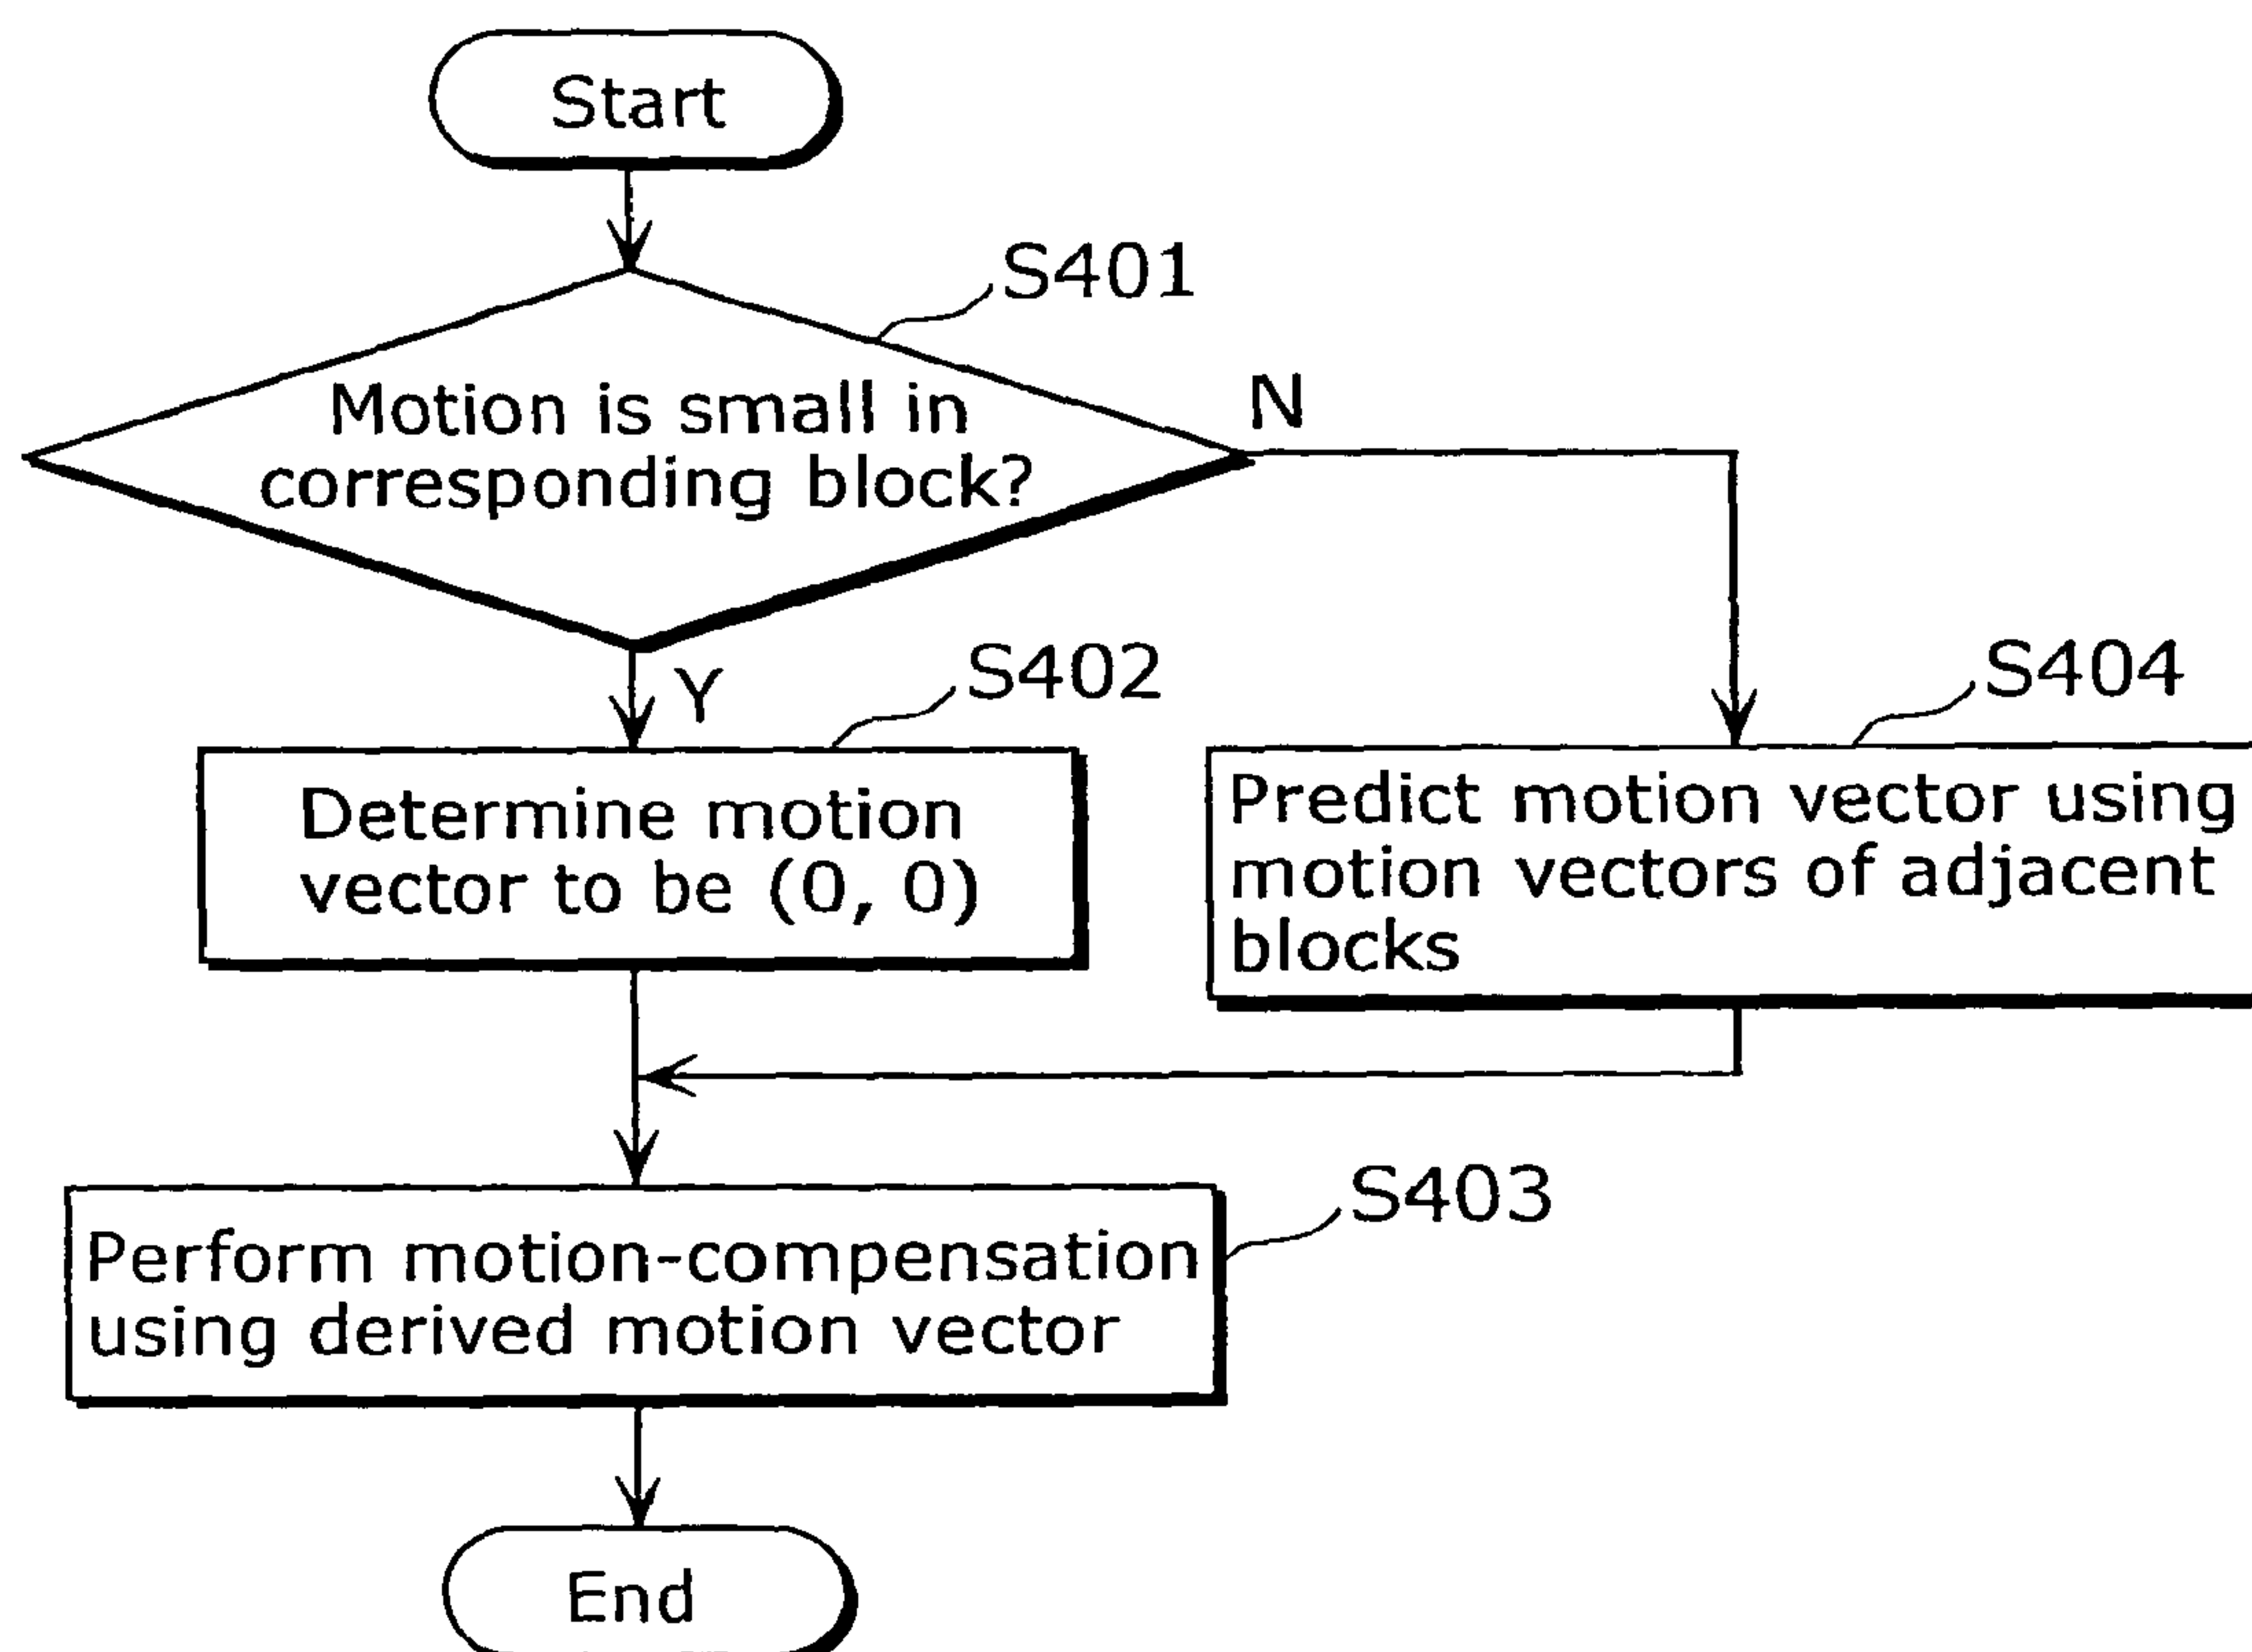 Start
S401
Motion is small in
corresponding block?
N
Y
S402
Determine motion
vector to be (0, 0)
S404
Predict motion vector using
motion vectors of adjacent
blocks
S403
Perform motion-compensation
using derived motion vector
End